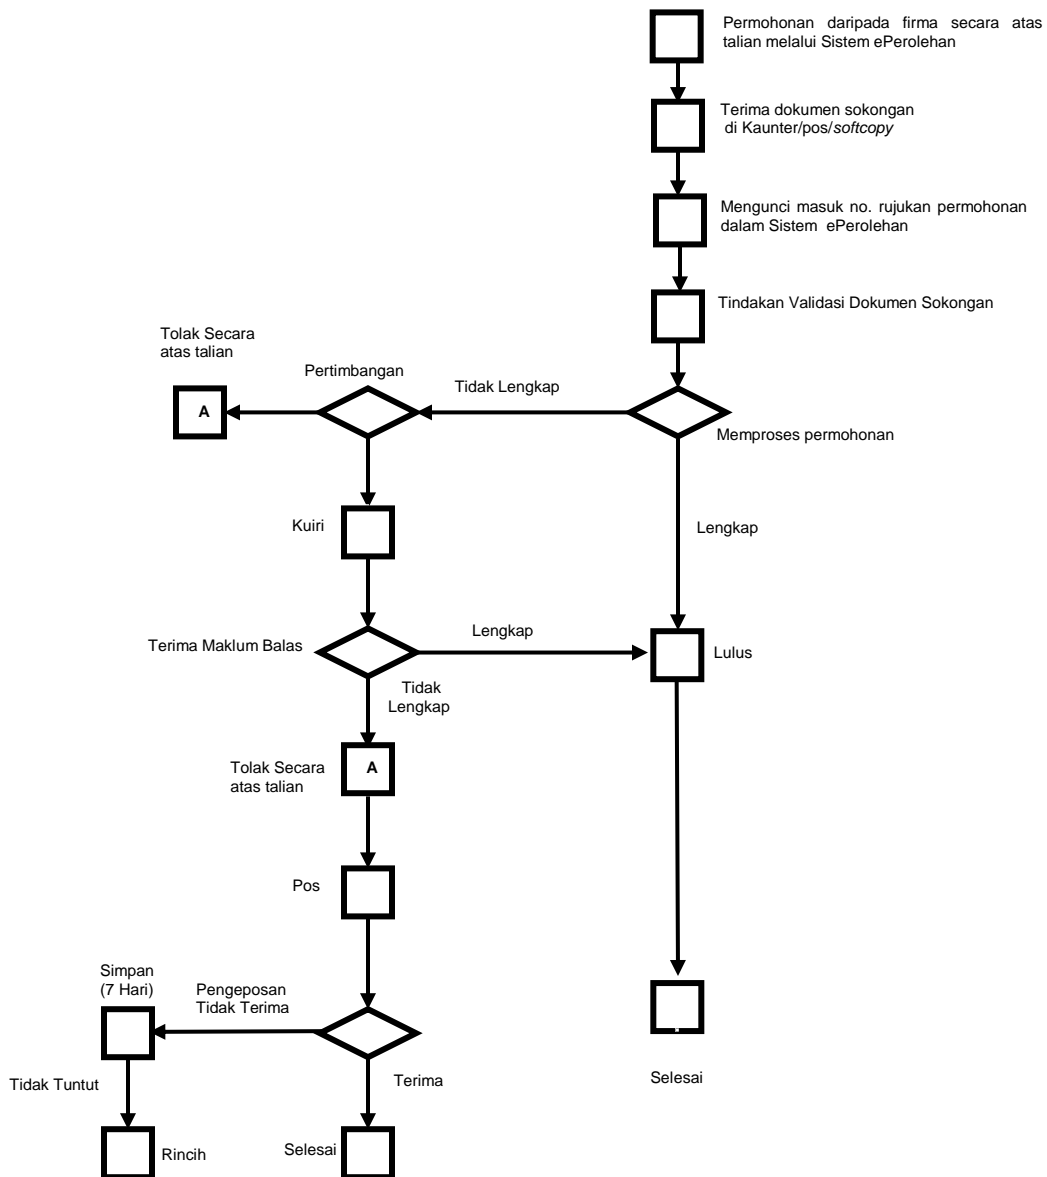 Permohonan daripada firma secara atas
talian melalui Sistem ePerolehan
Terima dokumen sokongan
di Kaunter/pos/softcopy
Mengunci masuk no. rujukan permohonan
dalam Sistem ePerolehan
Tindakan Validasi Dokumen Sokongan
Tolak Secara
atas talian
Pertimbangan
Tidak Lengkap
A
Memproses permohonan
Kuiri
Lengkap
Terima Maklum Balas
Lengkap
Lulus
Tidak
Lengkap
Tolak Secara
atas talian
A
Pos
Simpan
(7 Hari)
Pengeposan
Tidak Terima
Tidak Tuntut
Terima
Selesai
Rincih
Selesai